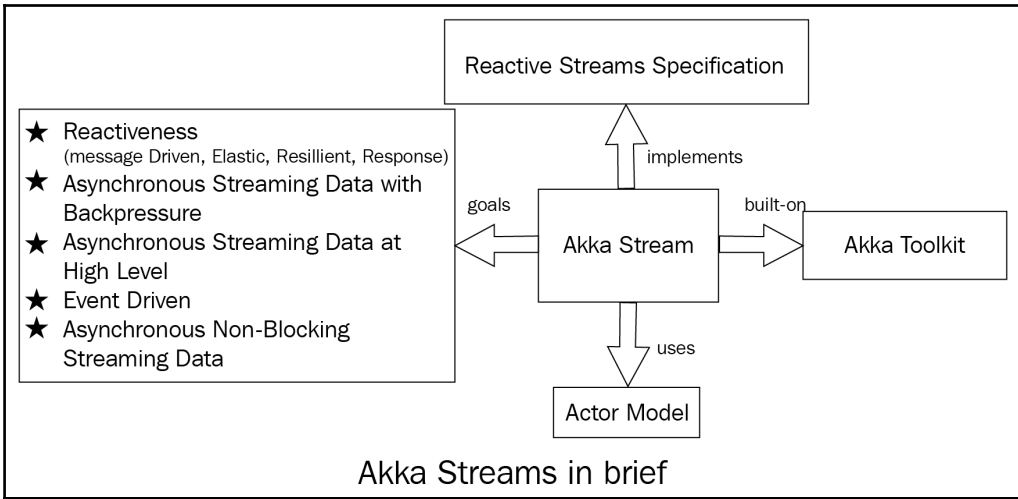 Reactive Streams Specification
implements
★ Reactiveness
(message Driven, Elastic, Resillient, Response)
★ Asynchronous Streaming Data with
Backpressure
★ Asynchronous Streaming Data at
High Level
★ Event Driven
★ Asynchronous Non-Blocking
Streaming Data
goals
Akka Stream
built-on
Akka Toolkit
uses
Actor Model
Akka Streams in brief